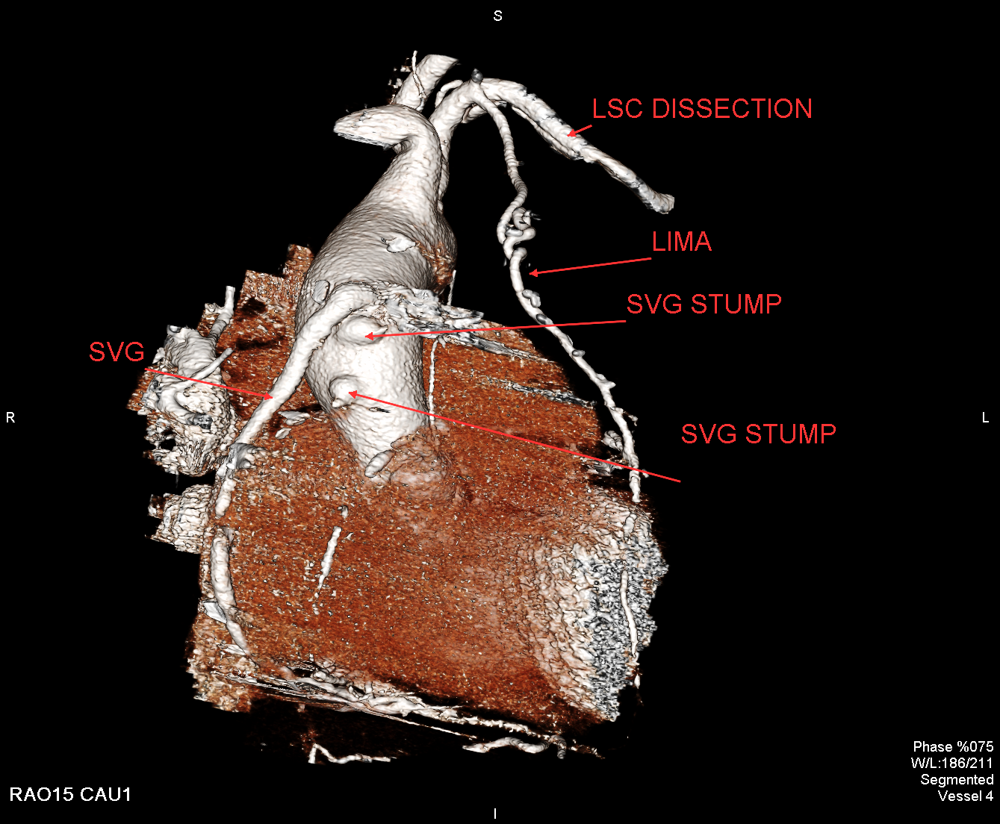 S
LSC DISSECTION
LIMA
SVG STUMP
SVG
R
L
SVG STUMP
Phase %075
W/L:186/211
Segmented
Vessel 4
RAO15 CAU1
I